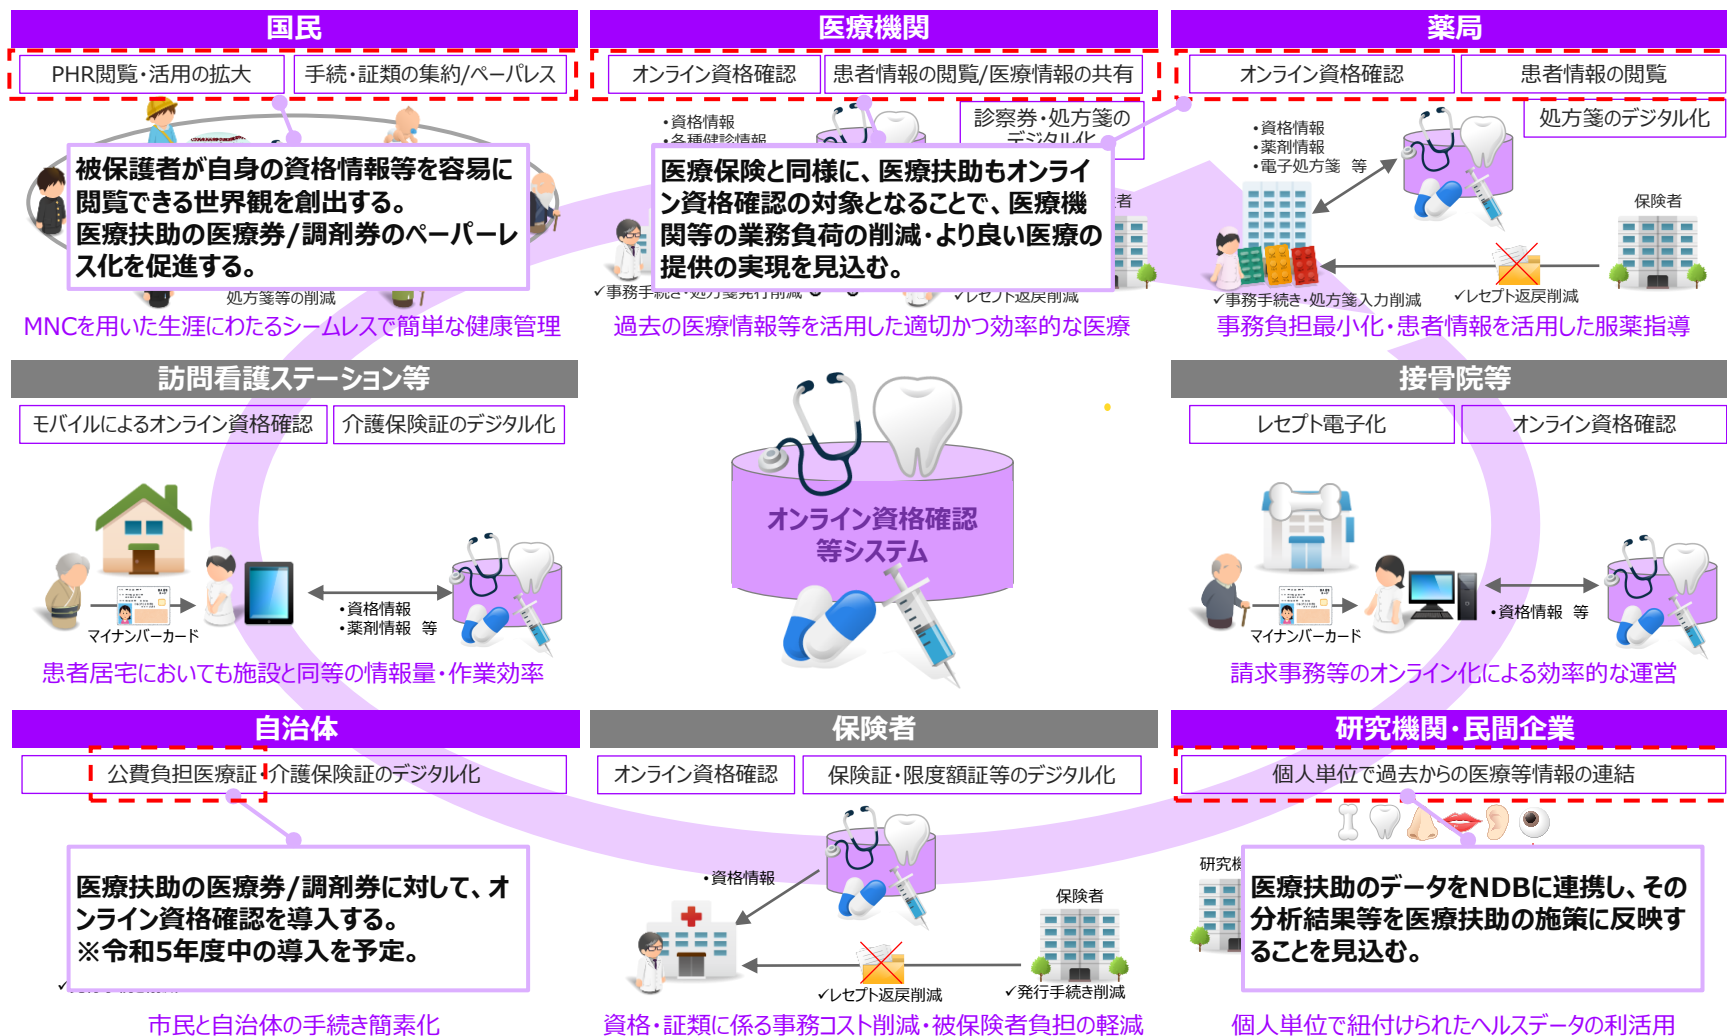 国民
PHR閲覧・活用の拡大
手続・証類の集約/ペーパレス
被保護者が自身の資格情報等を容易に
閲覧できる世界観を創出する。
医療扶助の医療券/調剤券のペーパーレ
ス化を促進する。
処方箋等の削減
MNCを用いた生涯にわたるシームレスで簡単な健康管理
医療機関
オンライン資格確認
患者情報の閲覧/医療情報の共有
診察券・処方箋の
デジタル化
・資格情報
・各種健診情報
医療保険と同様に、医療扶助もオンライ
ン資格確認の対象となることで、医療機
関等の業務負荷の削減・より良い医療の
提供の実現を見込む。
者
✓事務手続き・処方箋発行削減
✓レセプト返戻削減
過去の医療情報等を活用した適切かつ効率的な医療
薬局
オンライン資格確認
患者情報の閲覧
処方箋のデジタル化
・資格情報
・薬剤情報
・電子処方箋 等
保険者
✓事務手続き・処方箋入力削減
✓レセプト返戻削減
事務負担最小化・患者情報を活用した服薬指導
訪問看護ステーション等
モバイルによるオンライン資格確認
介護保険証のデジタル化
マイナンバーカード
・資格情報
・薬剤情報 等
患者居宅においても施設と同等の情報量・作業効率
オンライン資格確認
等システム
接骨院等
レセプト電子化
オンライン資格確認
マイナンバーカード
・資格情報 等
請求事務等のオンライン化による効率的な運営
自治体
公費負担医療証・介護保険証のデジタル化
医療扶助の医療券/調剤券に対して、オ
ンライン資格確認を導入する。
※令和5年度中の導入を予定。
市民と自治体の手続き簡素化
保険者
オンライン資格確認
保険証・限度額証等のデジタル化
・資格情報
保険者
✓レセプト返戻削減
✓発行手続き削減
資格・証類に係る事務コスト削減・被保険者負担の軽減
研究機関・民間企業
個人単位で過去からの医療等情報の連結
研究機
医療扶助のデータをNDBに連携し、その
分析結果等を医療扶助の施策に反映す
ることを見込む。
個人単位で紐付けられたヘルスデータの利活用